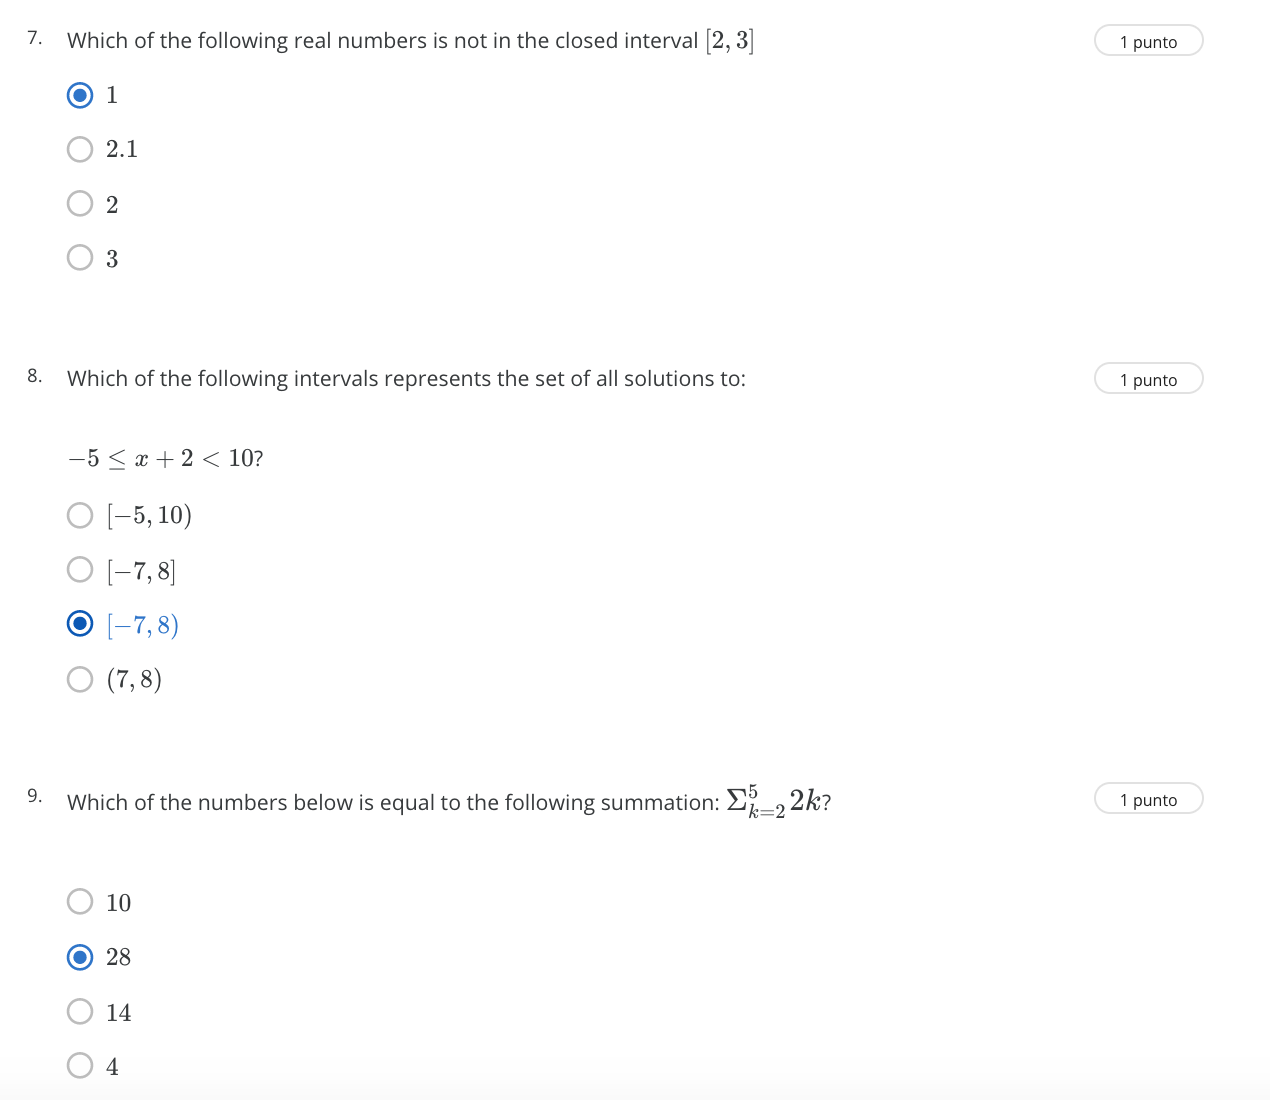 7. Which of the following real numbers is not in the closed interval [2, 3]
1 punto
1
2.1
2
3
8. Which of the following intervals represents the set of all solutions to:
1 punto
−5 ≤ x + 2 < 10?
[−5, 10)
[−7, 8]
[−7, 8)
(7, 8)
9. Which of the numbers below is equal to the following summation: Σ⁵ₖ₌₂ 2k?
1 punto
10
28
14
4